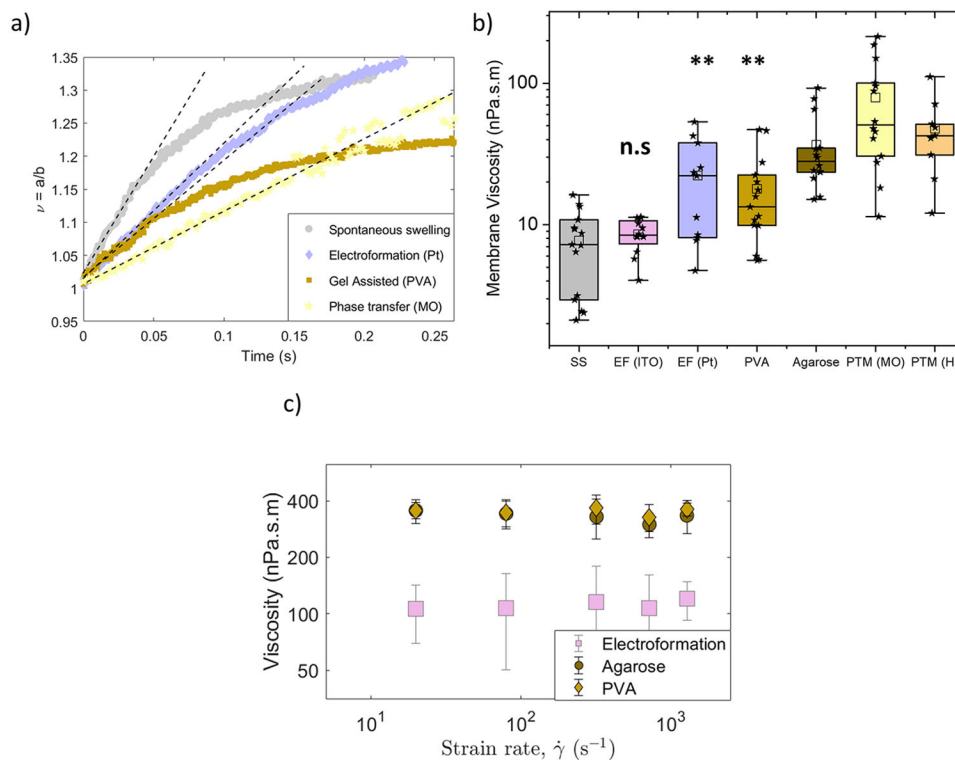 a)
1.35
1.3
1.25
1.2
1.15
1.1
1.05
1
0.95
ν = a/b
0
0.05
0.1
0.15
0.2
0.25
Time (s)
Spontaneous swelling
Electroformation (Pt)
Gel Assisted (PVA)
Phase transfer (MO)
b)
Membrane Viscosity (nPa.s.m)
100
10
n.s
**
**
SS
EF (ITO)
EF (Pt)
PVA
Agarose
PTM (MO)
PTM (H
c)
Viscosity (nPa.s.m)
400
200
100
50
10¹
10²
10³
Strain rate, γ̇ (s⁻¹)
Electroformation
Agarose
PVA